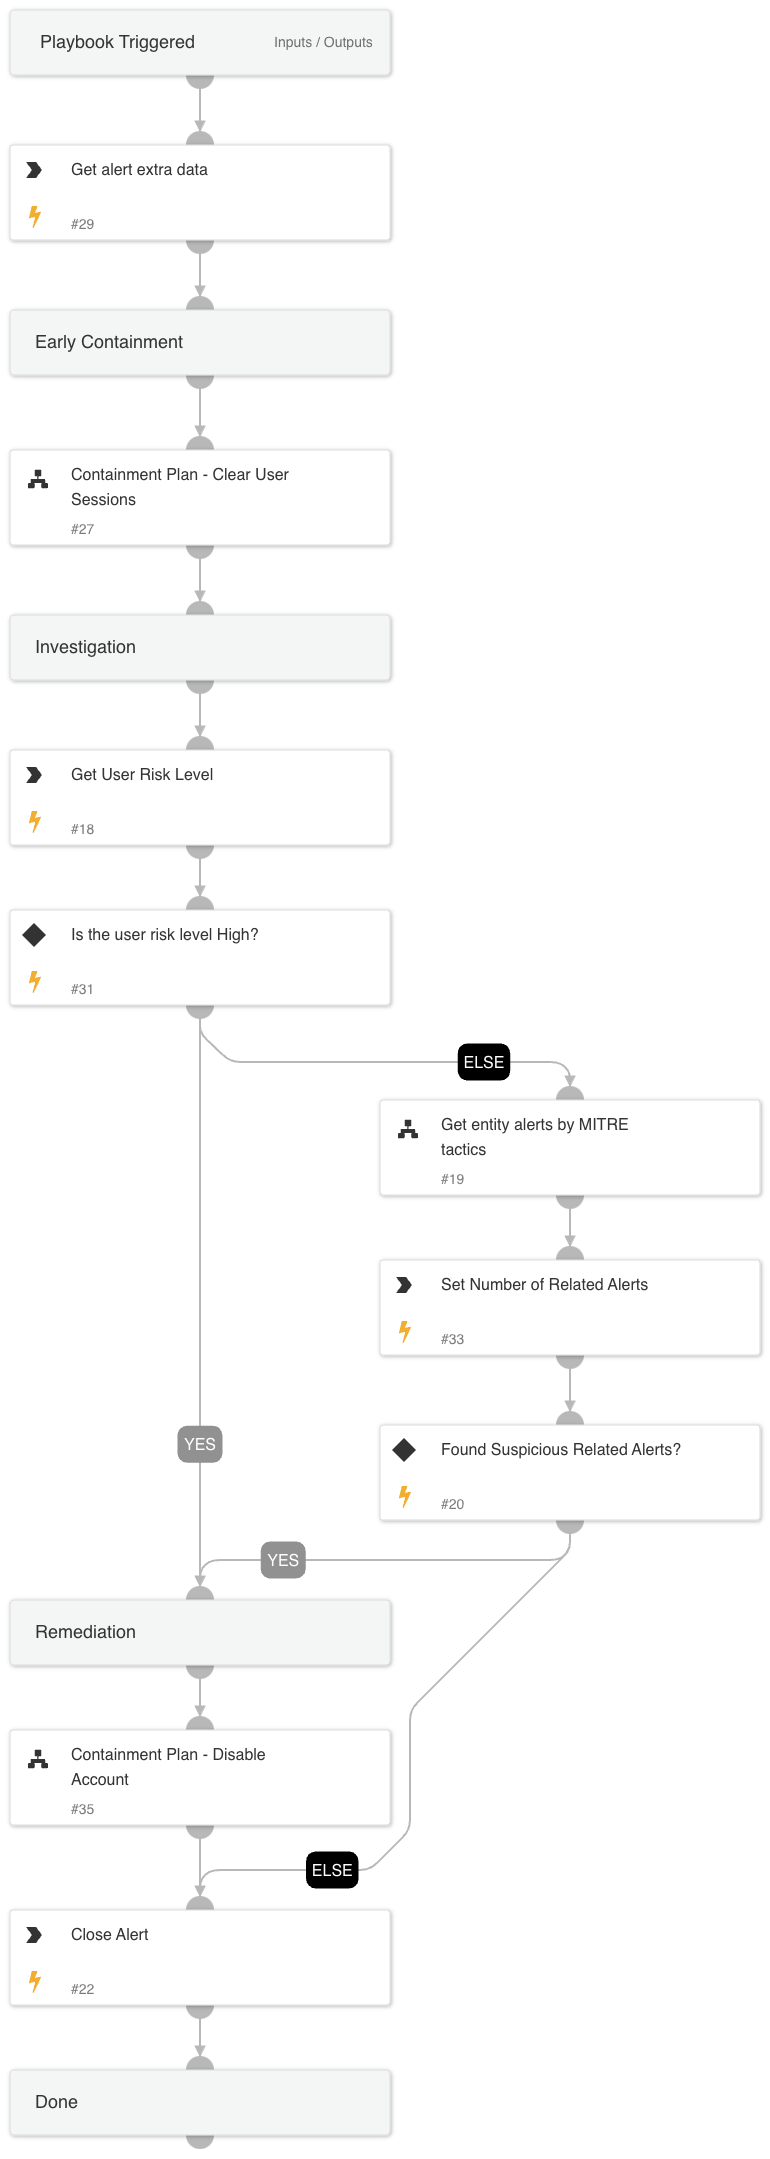 Playbook Triggered
Inputs / Outputs
Get alert extra data
#29
Early Containment
Containment Plan - Clear User
Sessions
#27
Investigation
Get User Risk Level
#18
Is the user risk level High?
#31
ELSE
Get entity alerts by MITRE
tactics
#19
Set Number of Related Alerts
#33
YES
Found Suspicious Related Alerts?
#20
YES
Remediation
Containment Plan - Disable
Account
#35
ELSE
Close Alert
#22
Done